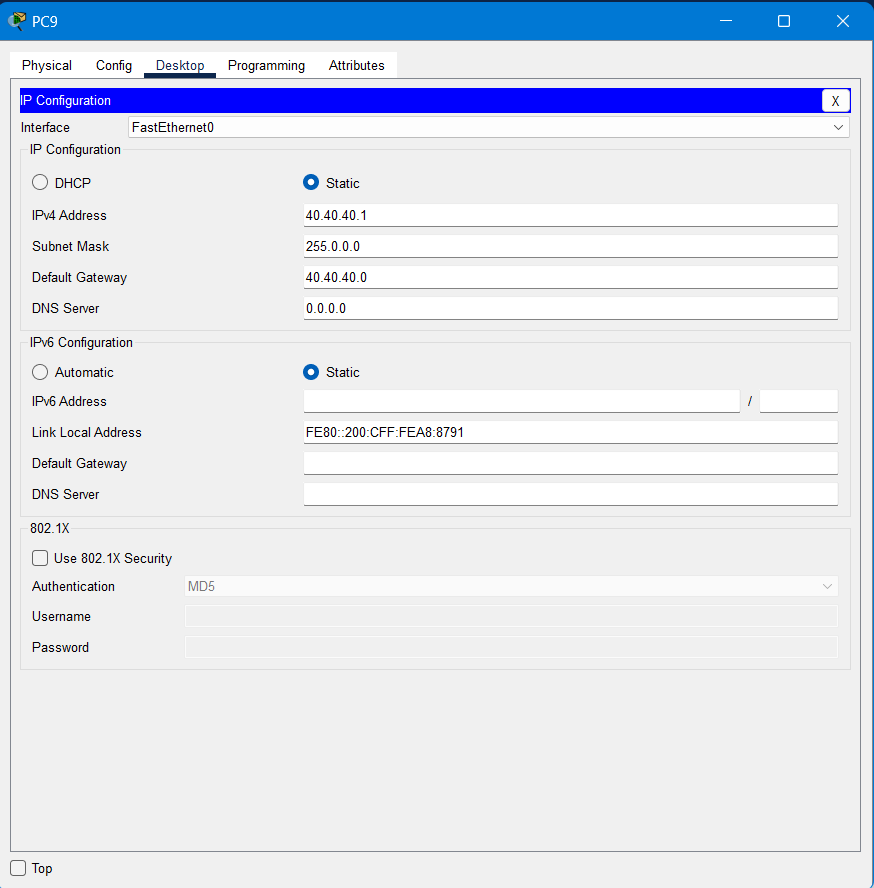 PC9
Physical Config Desktop Programming Attributes
IP Configuration X
Interface FastEthernet0
IP Configuration
DHCP Static
IPv4 Address 40.40.40.1
Subnet Mask 255.0.0.0
Default Gateway 40.40.40.0
DNS Server 0.0.0.0
IPv6 Configuration
Automatic Static
IPv6 Address /
Link Local Address FE80::200:CFF:FEA8:8791
Default Gateway
DNS Server
802.1X
Use 802.1X Security
Authentication MD5
Username
Password
Top